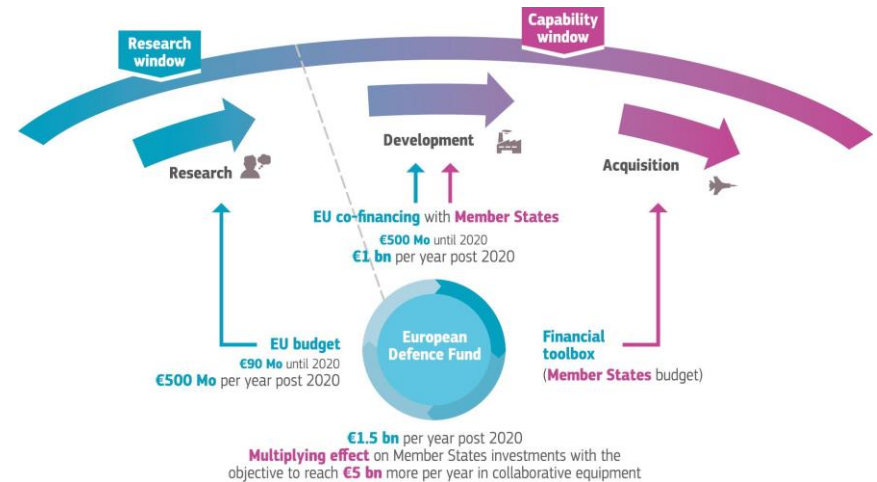 Research
window
Capability
window
Research
Development
Acquisition
EU co-financing with Member States
€500 Mo until 2020
€1 bn per year post 2020
EU budget
€90 Mo until 2020
€500 Mo per year post 2020
European
Defence Fund
Financial
toolbox
(Member States budget)
€1.5 bn per year post 2020
Multiplying effect on Member States investments with the
objective to reach €5 bn more per year in collaborative equipment